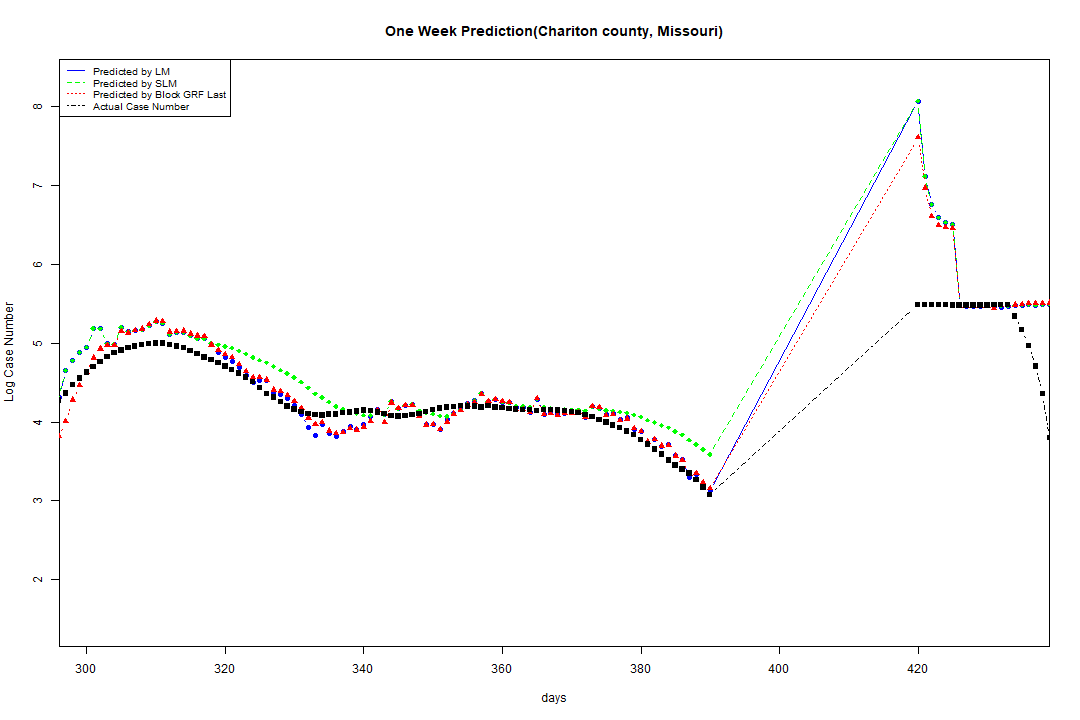 One Week Prediction(Chariton county, Missouri)
Predicted by LM
Predicted by SLM
Predicted by Block GRF Last
Actual Case Number
Log Case Number
8
7
6
5
4
3
2
300 320 340 360 380 400 420
days